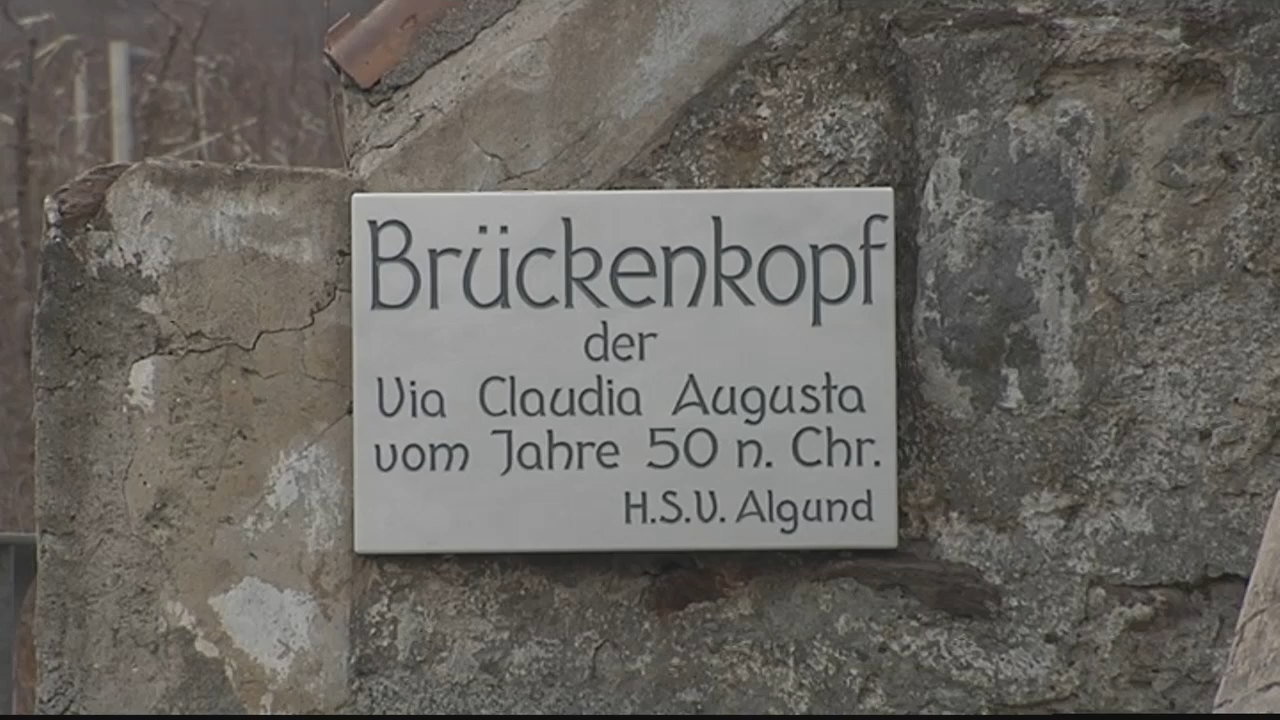 Brückenkopf
der
Via Claudia Augusta
vom Jahre 50 n. Chr.
H.S.V. Algund